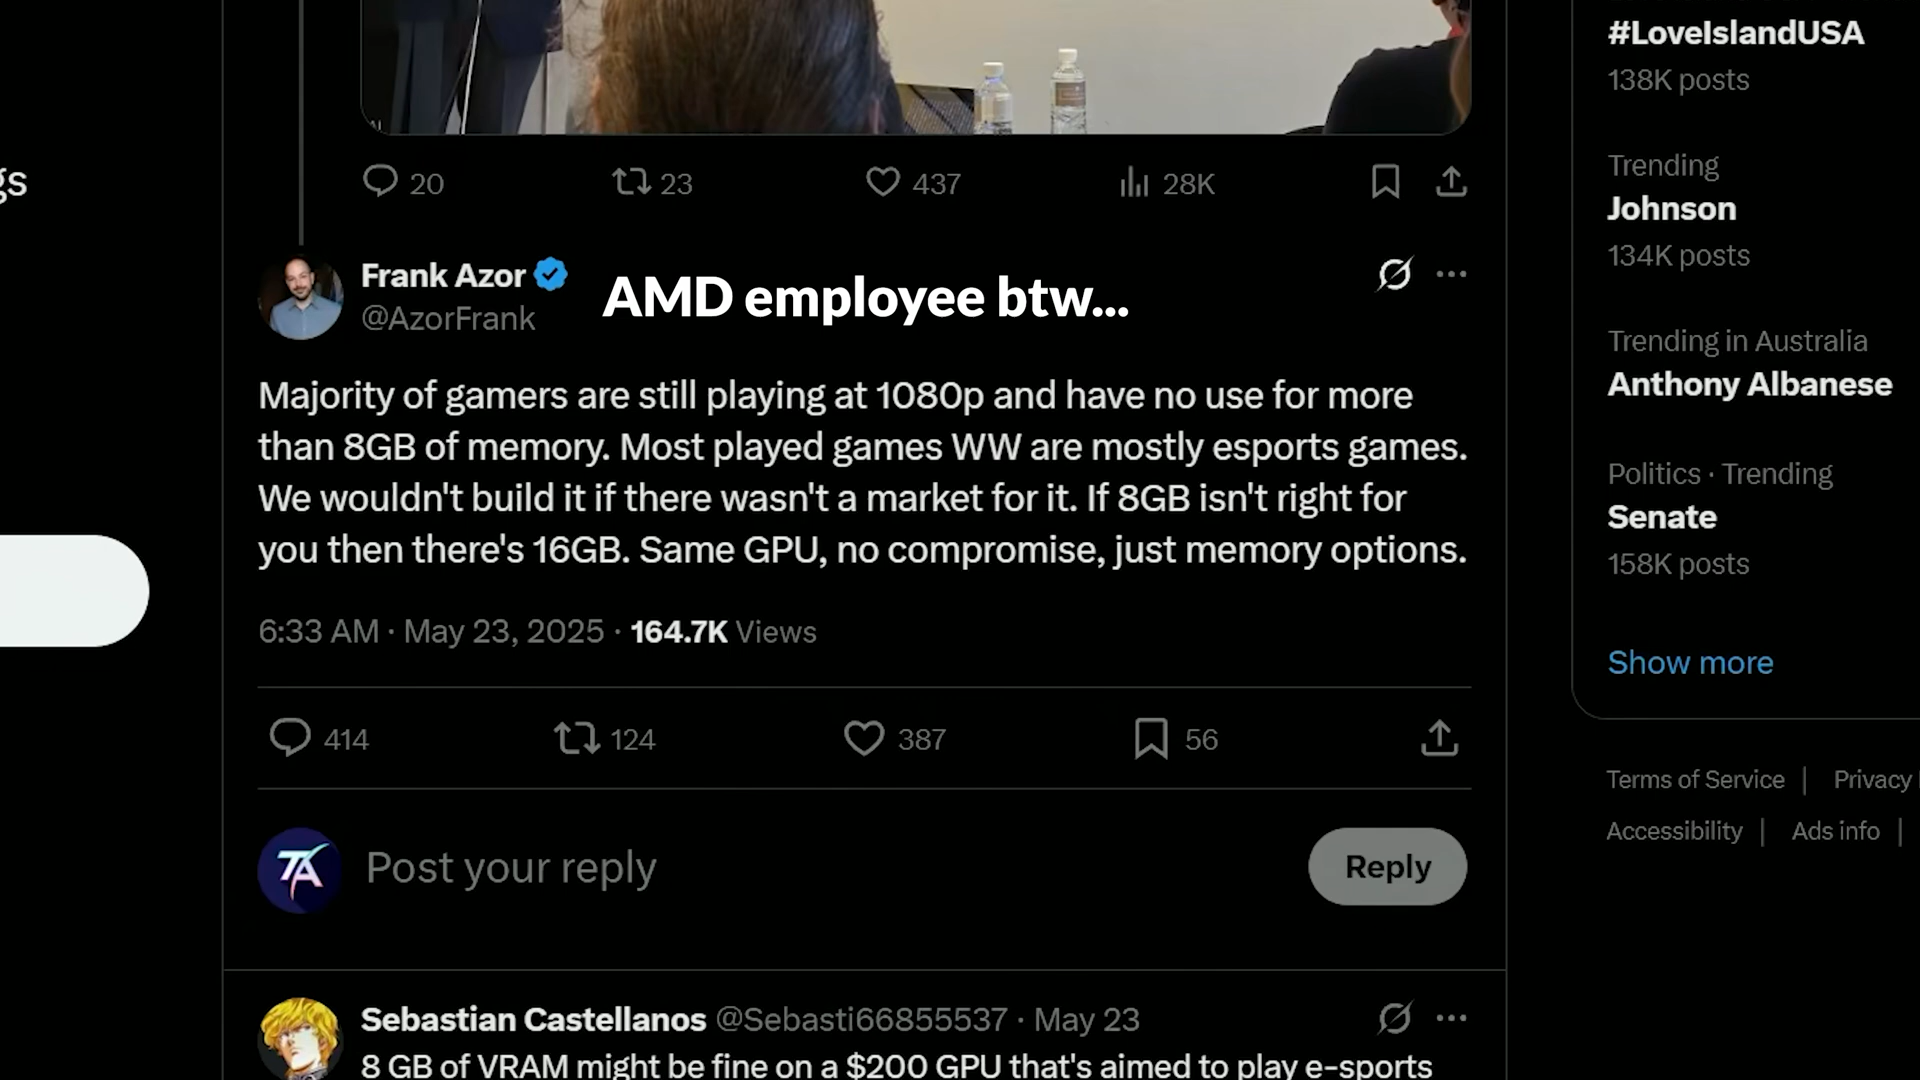 gs
20 23 437 28K
Frank Azor
@AzorFrank
AMD employee btw...
Majority of gamers are still playing at 1080p and have no use for more
than 8GB of memory. Most played games WW are mostly esports games.
We wouldn't build it if there wasn't a market for it. If 8GB isn't right for
you then there's 16GB. Same GPU, no compromise, just memory options.
6:33 AM · May 23, 2025 · 164.7K Views
414 124 387 56
TA
Post your reply
Reply
Sebastian Castellanos @Sebasti66855537 · May 23
8 GB of VRAM might be fine on a $200 GPU that's aimed to play e-sports
#LoveIslandUSA
138K posts
Trending
Johnson
134K posts
Trending in Australia
Anthony Albanese
Politics · Trending
Senate
158K posts
Show more
Terms of Service | Privacy
Accessibility | Ads info |